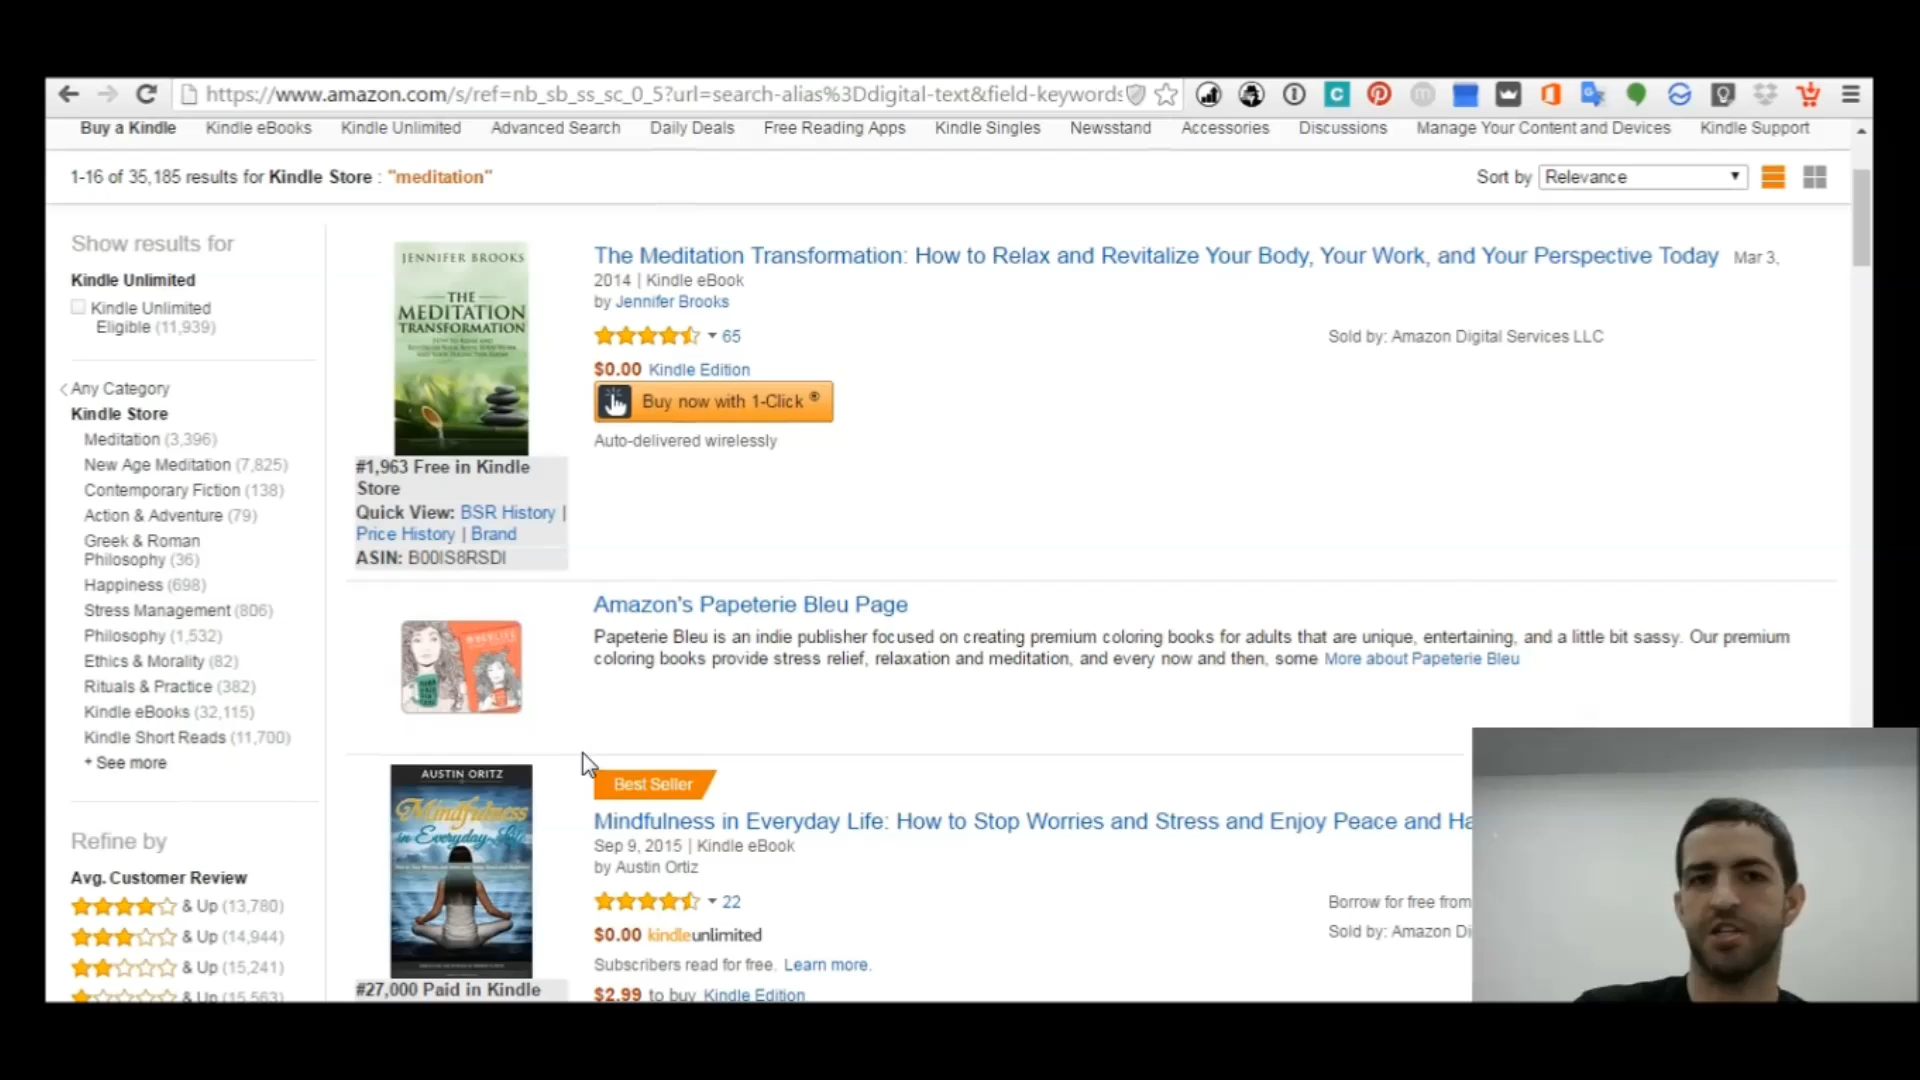 https://www.amazon.com/s/ref=nb_sb_ss_sc_0_5?url=search-alias%3Ddigital-text&field-keywords
Buy a Kindle Kindle eBooks Kindle Unlimited Advanced Search Daily Deals Free Reading Apps Kindle Singles Newsstand Accessories Discussions Manage Your Content and Devices Kindle Support
1-16 of 35,185 results for Kindle Store : "meditation"
Sort by Relevance
Show results for
Kindle Unlimited
Kindle Unlimited
Eligible (11,939)
Any Category
Kindle Store
Meditation (3,396)
New Age Meditation (7,825)
Contemporary Fiction (138)
Action & Adventure (79)
Greek & Roman
Philosophy (36)
Happiness (698)
Stress Management (806)
Philosophy (1,532)
Ethics & Morality (82)
Rituals & Practice (382)
Kindle eBooks (32,115)
Kindle Short Reads (11,700)
+ See more
Refine by
Avg. Customer Review
& Up (13,780)
& Up (14,944)
& Up (15,241)
& Up (15,563)
JENNIFER BROOKS
THE
MEDITATION
TRANSFORMATION
#1,963 Free in Kindle
Store
Quick View: BSR History |
Price History | Brand
ASIN: B00IS8RSDI
The Meditation Transformation: How to Relax and Revitalize Your Body, Your Work, and Your Perspective Today Mar 3,
2014 | Kindle eBook
by Jennifer Brooks
65
Sold by: Amazon Digital Services LLC
$0.00 Kindle Edition
Buy now with 1-Click ®
Auto-delivered wirelessly
Amazon's Papeterie Bleu Page
Papeterie Bleu is an indie publisher focused on creating premium coloring books for adults that are unique, entertaining, and a little bit sassy. Our premium
coloring books provide stress relief, relaxation and meditation, and every now and then, some More about Papeterie Bleu
AUSTIN ORITZ
Mindfulness
in Everyday Life
#27,000 Paid in Kindle
Best Seller
Mindfulness in Everyday Life: How to Stop Worries and Stress and Enjoy Peace and Ha
Sep 9, 2015 | Kindle eBook
by Austin Ortiz
22
Borrow for free from
$0.00 kindleunlimited
Sold by: Amazon Di
Subscribers read for free. Learn more.
$2.99 to buy Kindle Edition